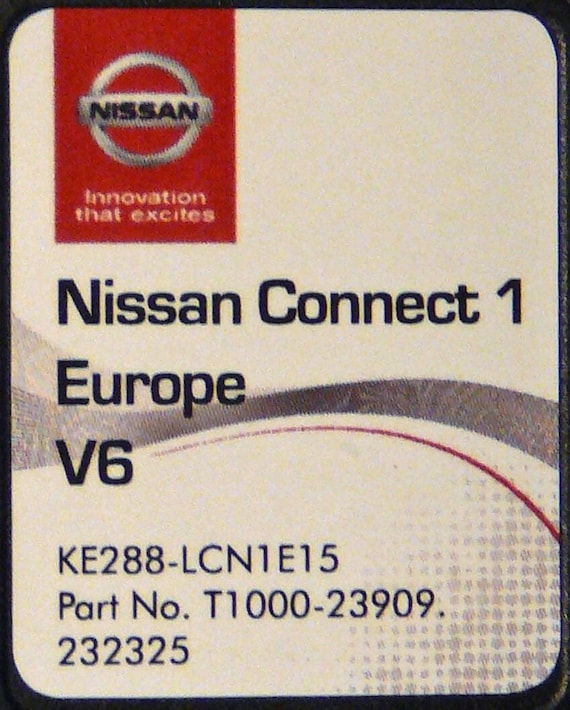 NISSAN
Innovation
that excites
Nissan Connect 1
Europe
V6
KE288-LCN1E15
Part No. T1000-23909.
232325